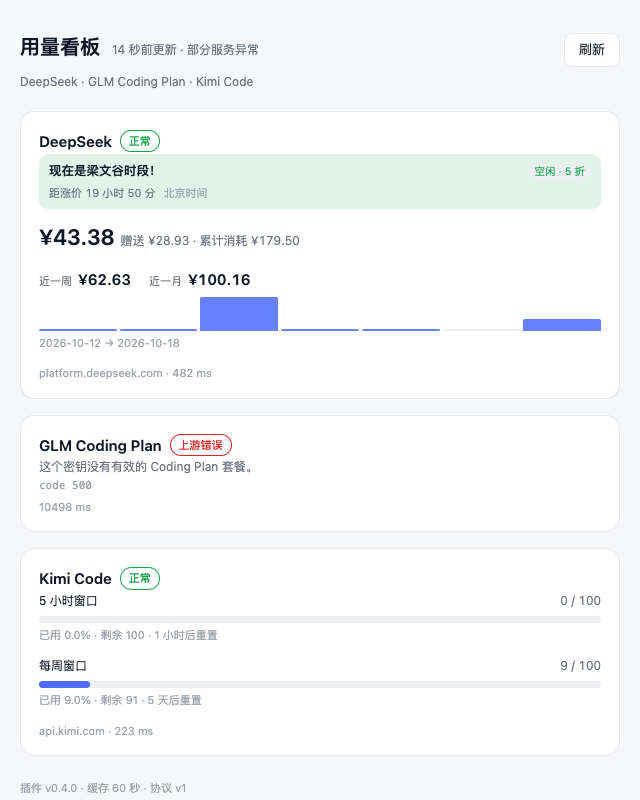 用量看板 14 秒前更新 · 部分服务异常 刷新
DeepSeek · GLM Coding Plan · Kimi Code
DeepSeek 正常
现在是梁文谷时段! 空闲 · 5 折
距涨价 19 小时 50 分 北京时间
¥43.38 赠送 ¥28.93 · 累计消耗 ¥179.50
近一周 ¥62.63 近一月 ¥100.16
2026-10-12 → 2026-10-18
platform.deepseek.com · 482 ms
GLM Coding Plan 上游错误
这个密钥没有有效的 Coding Plan 套餐。
code 500
10498 ms
Kimi Code 正常
5 小时窗口 0 / 100
已用 0.0% · 剩余 100 · 1 小时后重置
每周窗口 9 / 100
已用 9.0% · 剩余 91 · 5 天后重置
api.kimi.com · 223 ms
插件 v0.4.0 · 缓存 60 秒 · 协议 v1